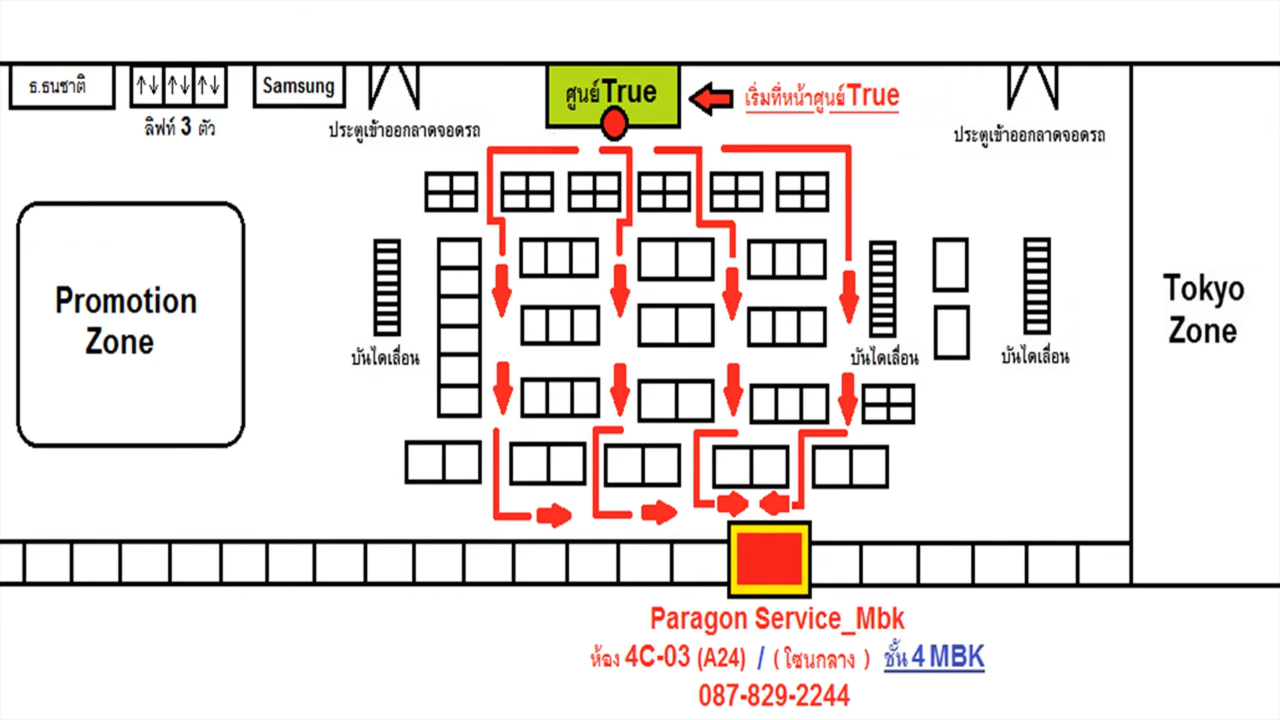 ธ.ธนชาติ
ลิฟท์ 3 ตัว
Samsung
ประตูเข้าออกลาดจอดรถ
ศูนย์True
เริ่มที่หน้าศูนย์True
ประตูเข้าออกลาดจอดรถ
Promotion
Zone
บันไดเลื่อน
บันไดเลื่อน
บันไดเลื่อน
Tokyo
Zone
Paragon Service_Mbk
ห้อง 4C-03 (A24) / ( โซนกลาง ) ชั้น 4 MBK
087-829-2244